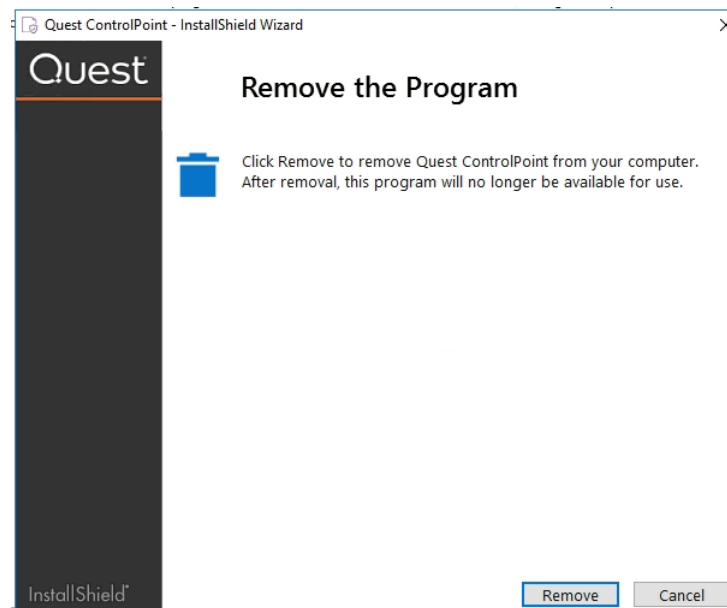 Quest ControlPoint - InstallShield Wizard
Quest
Remove the Program
Click Remove to remove Quest ControlPoint from your computer.
After removal, this program will no longer be available for use.
InstallShield
Remove
Cancel